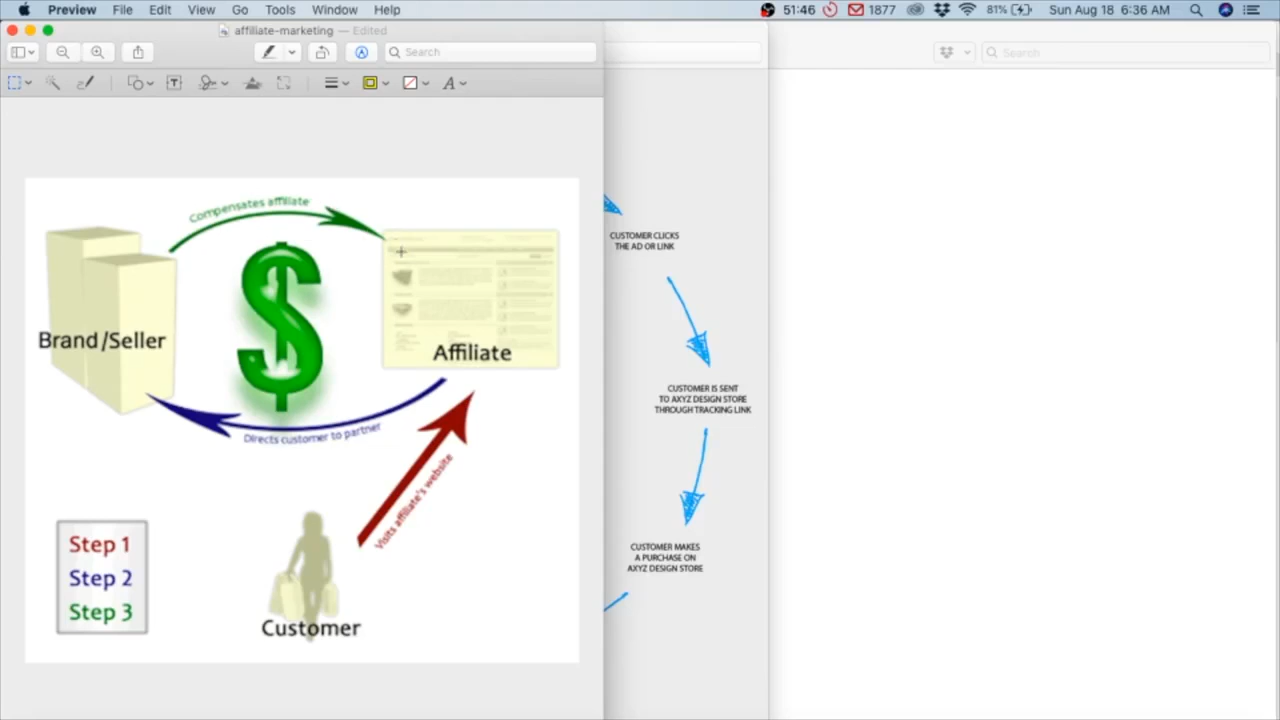 Preview File Edit View Go Tools Window Help
51:46 1877 81% Sun Aug 18 6:36 AM
affiliate-marketing — Edited
Search
Search
Compensates affiliate
Brand/Seller
Affiliate
Directs customer to partner
Visits affiliate's website
Step 1
Step 2
Step 3
Customer
CUSTOMER CLICKS
THE AD OR LINK
CUSTOMER IS SENT
TO AXYZ DESIGN STORE
THROUGH TRACKING LINK
CUSTOMER MAKES
A PURCHASE ON
AXYZ DESIGN STORE